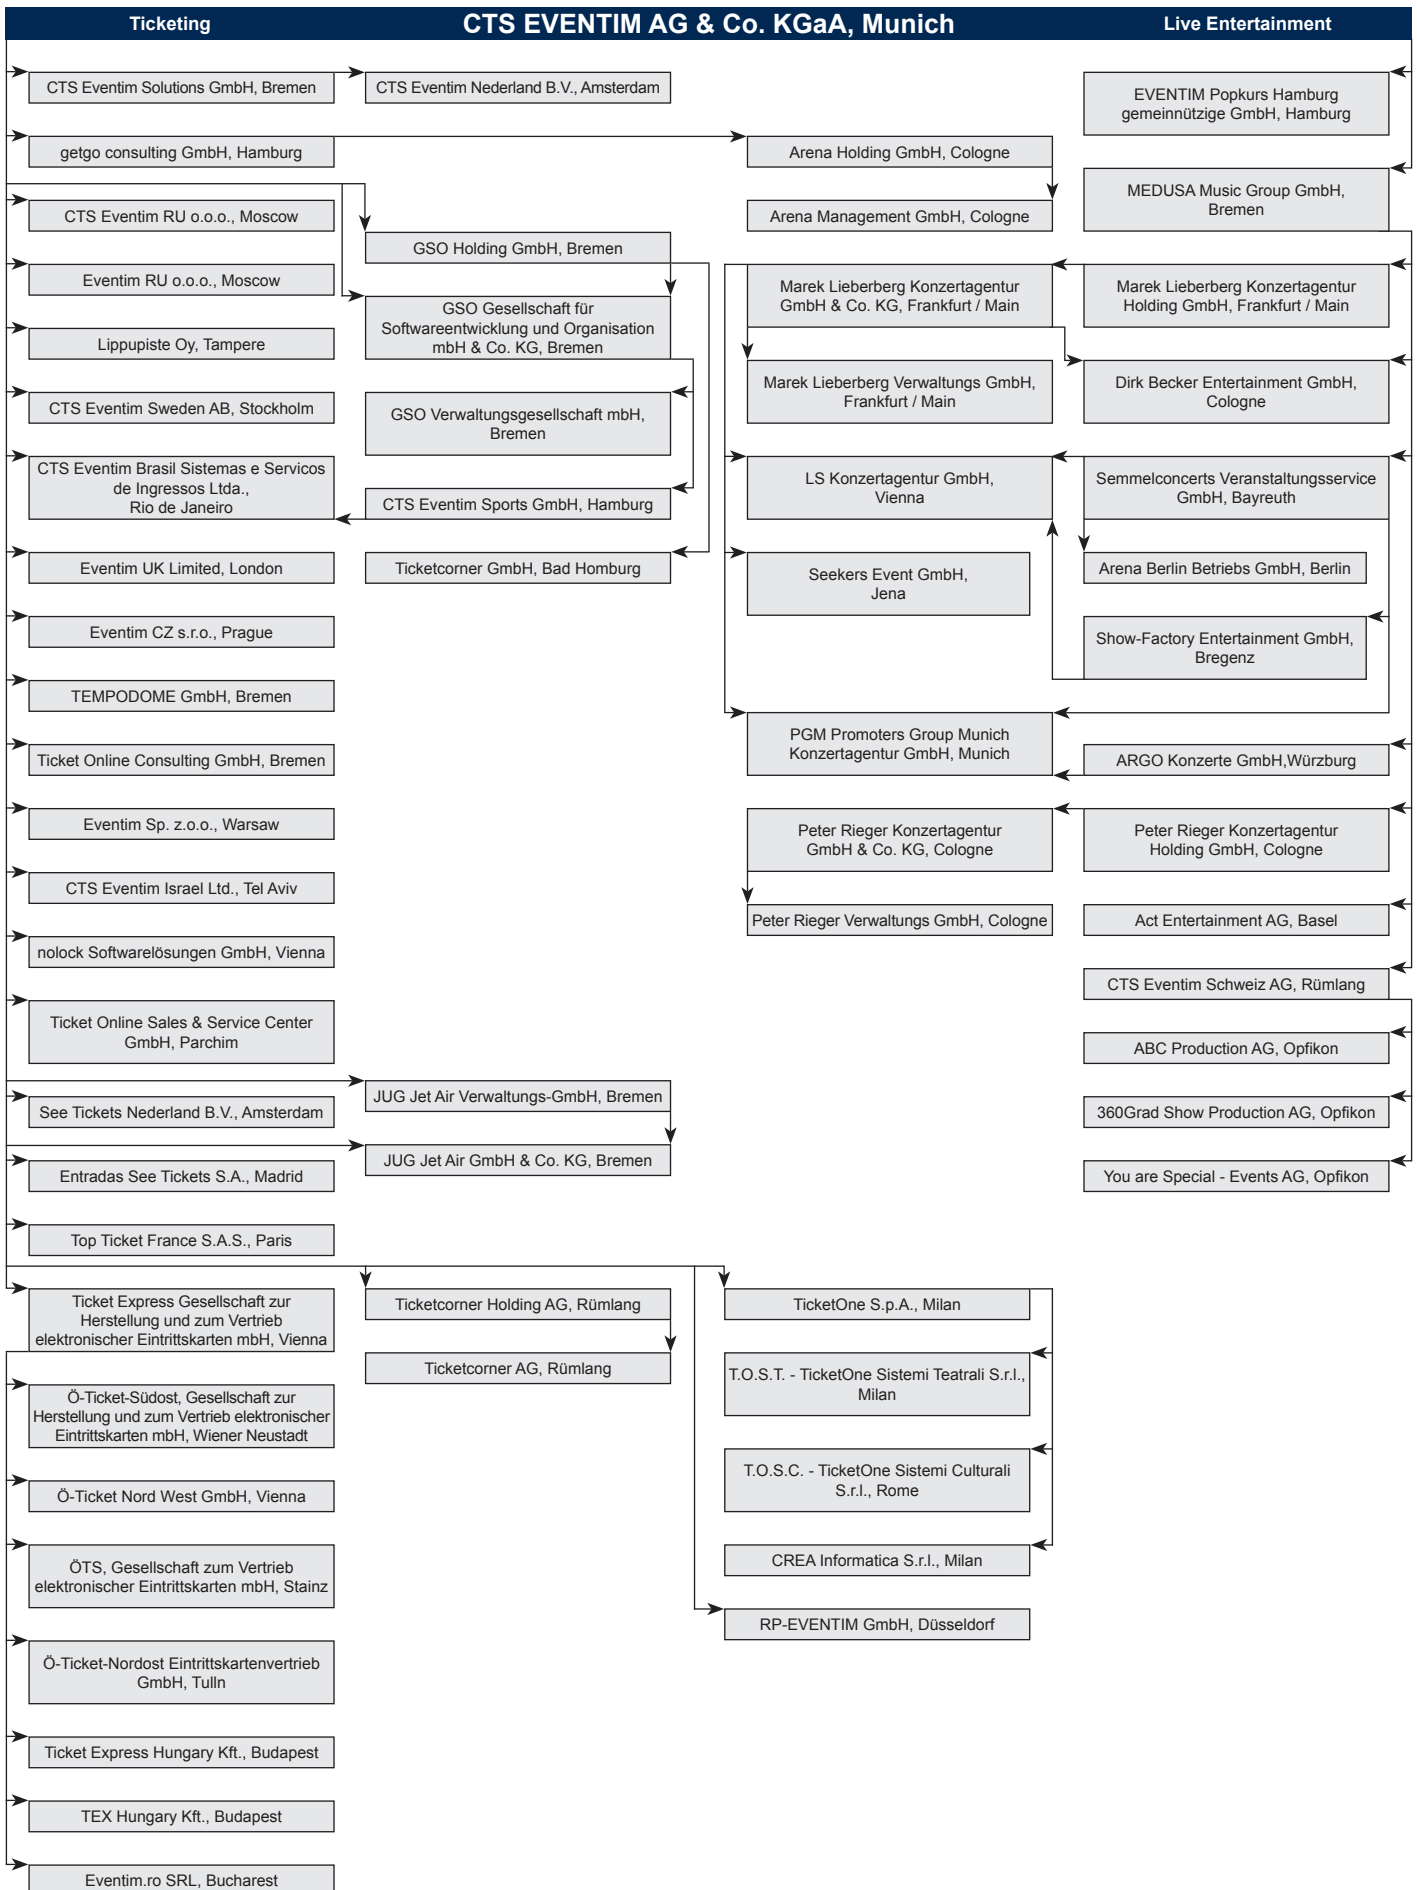 Ticketing
CTS EVENTIM AG & Co. KGaA, Munich
Live Entertainment
CTS Eventim Solutions GmbH, Bremen
CTS Eventim Nederland B.V., Amsterdam
EVENTIM Popkurs Hamburg
gemeinnützige GmbH, Hamburg
getgo consulting GmbH, Hamburg
Arena Holding GmbH, Cologne
MEDUSA Music Group GmbH,
Bremen
CTS Eventim RU o.o.o., Moscow
Arena Management GmbH, Cologne
GSO Holding GmbH, Bremen
Eventim RU o.o.o., Moscow
Marek Lieberberg Konzertagentur
GmbH & Co. KG, Frankfurt / Main
Marek Lieberberg Konzertagentur
Holding GmbH, Frankfurt / Main
GSO Gesellschaft für
Softwareentwicklung und Organisation
mbH & Co. KG, Bremen
Lippupiste Oy, Tampere
Marek Lieberberg Verwaltungs GmbH,
Frankfurt / Main
Dirk Becker Entertainment GmbH,
Cologne
CTS Eventim Sweden AB, Stockholm
GSO Verwaltungsgesellschaft mbH,
Bremen
CTS Eventim Brasil Sistemas e Servicos
de Ingressos Ltda.,
Rio de Janeiro
CTS Eventim Sports GmbH, Hamburg
LS Konzertagentur GmbH,
Vienna
Semmelconcerts Veranstaltungsservice
GmbH, Bayreuth
Eventim UK Limited, London
Ticketcorner GmbH, Bad Homburg
Seekers Event GmbH,
Jena
Arena Berlin Betriebs GmbH, Berlin
Eventim CZ s.r.o., Prague
Show-Factory Entertainment GmbH,
Bregenz
TEMPODOME GmbH, Bremen
PGM Promoters Group Munich
Konzertagentur GmbH, Munich
Ticket Online Consulting GmbH, Bremen
ARGO Konzerte GmbH,Würzburg
Eventim Sp. z.o.o., Warsaw
Peter Rieger Konzertagentur
GmbH & Co. KG, Cologne
Peter Rieger Konzertagentur
Holding GmbH, Cologne
CTS Eventim Israel Ltd., Tel Aviv
Peter Rieger Verwaltungs GmbH, Cologne
Act Entertainment AG, Basel
nolock Softwarelösungen GmbH, Vienna
CTS Eventim Schweiz AG, Rümlang
Ticket Online Sales & Service Center
GmbH, Parchim
ABC Production AG, Opfikon
See Tickets Nederland B.V., Amsterdam
JUG Jet Air Verwaltungs-GmbH, Bremen
360Grad Show Production AG, Opfikon
Entradas See Tickets S.A., Madrid
JUG Jet Air GmbH & Co. KG, Bremen
You are Special - Events AG, Opfikon
Top Ticket France S.A.S., Paris
Ticket Express Gesellschaft zur
Herstellung und zum Vertrieb
elektronischer Eintrittskarten mbH, Vienna
Ticketcorner Holding AG, Rümlang
TicketOne S.p.A., Milan
Ticketcorner AG, Rümlang
T.O.S.T. - TicketOne Sistemi Teatrali S.r.l.,
Milan
Ö-Ticket-Südost, Gesellschaft zur
Herstellung und zum Vertrieb elektronischer
Eintrittskarten mbH, Wiener Neustadt
T.O.S.C. - TicketOne Sistemi Culturali
S.r.l., Rome
Ö-Ticket Nord West GmbH, Vienna
CREA Informatica S.r.l., Milan
ÖTS, Gesellschaft zum Vertrieb
elektronischer Eintrittskarten mbH, Stainz
RP-EVENTIM GmbH, Düsseldorf
Ö-Ticket-Nordost Eintrittskartenvertrieb
GmbH, Tulln
Ticket Express Hungary Kft., Budapest
TEX Hungary Kft., Budapest
Eventim.ro SRL, Bucharest